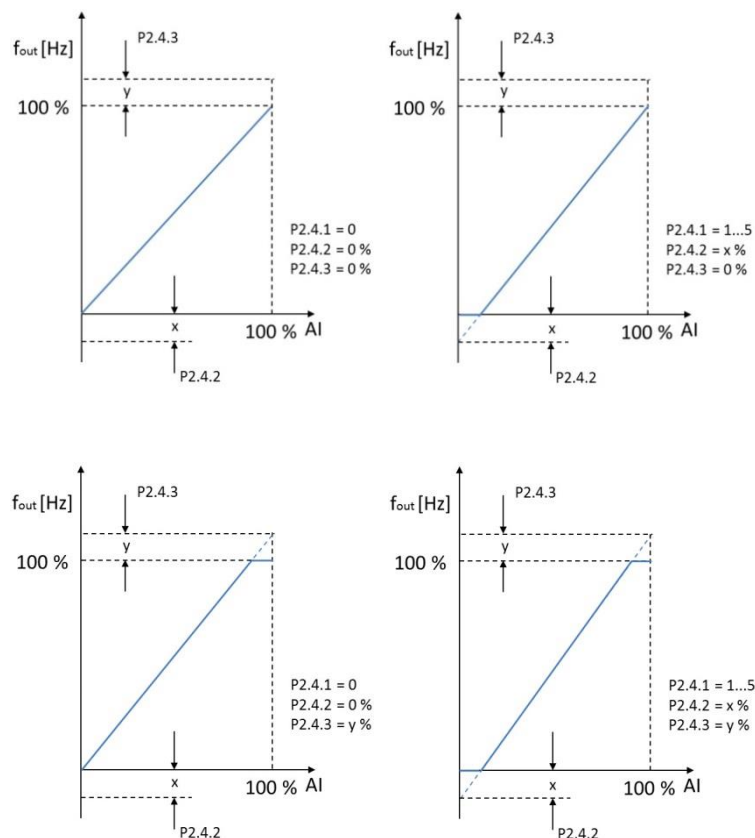 P2.4.3
fout [Hz]
y
100 %
P2.4.1 = 0
P2.4.2 = 0 %
P2.4.3 = 0 %
x
100 % AI
P2.4.2
P2.4.3
fout [Hz]
y
100 %
P2.4.1 = 1...5
P2.4.2 = x %
P2.4.3 = 0 %
x
100 % AI
P2.4.2
P2.4.3
fout [Hz]
y
100 %
P2.4.1 = 0
P2.4.2 = 0 %
P2.4.3 = y %
x
100 % AI
P2.4.2
P2.4.3
fout [Hz]
y
100 %
P2.4.1 = 1...5
P2.4.2 = x %
P2.4.3 = y %
x
100 % AI
P2.4.2